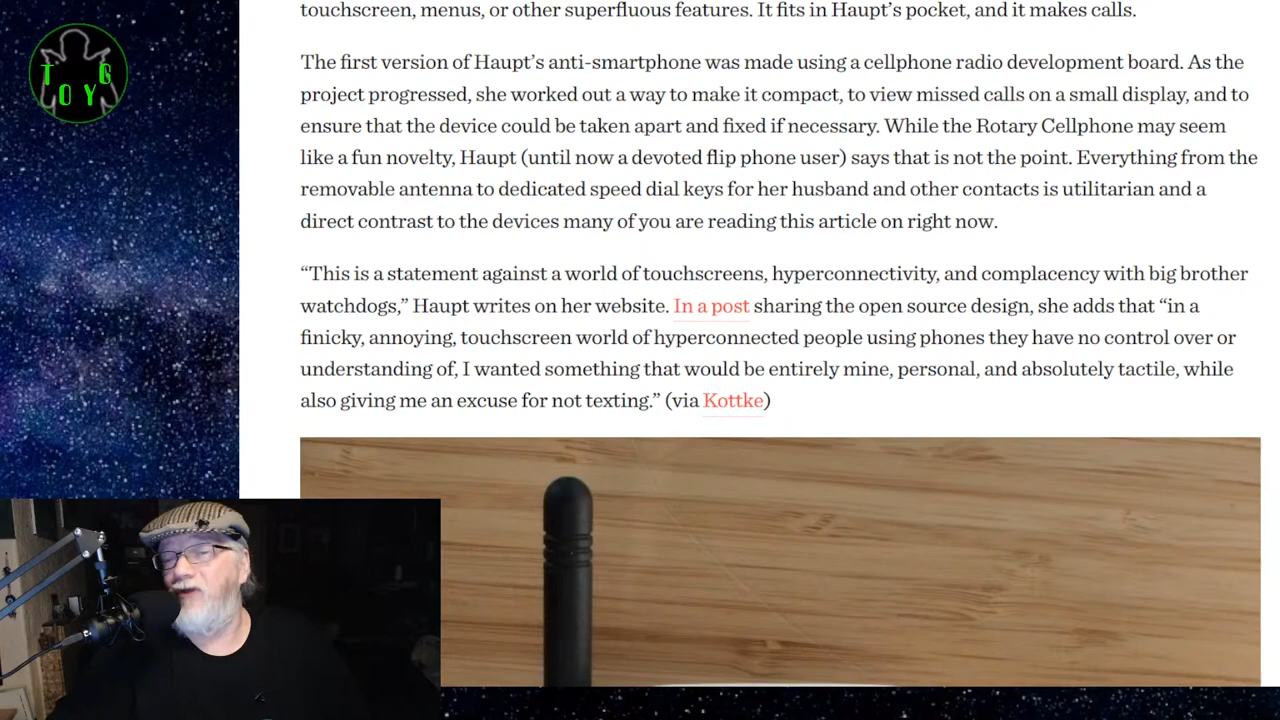 touchscreen, menus, or other superfluous features. It fits in Haupt’s pocket, and it makes calls.
The first version of Haupt’s anti-smartphone was made using a cellphone radio development board. As the
project progressed, she worked out a way to make it compact, to view missed calls on a small display, and to
ensure that the device could be taken apart and fixed if necessary. While the Rotary Cellphone may seem
like a fun novelty, Haupt (until now a devoted flip phone user) says that is not the point. Everything from the
removable antenna to dedicated speed dial keys for her husband and other contacts is utilitarian and a
direct contrast to the devices many of you are reading this article on right now.
“This is a statement against a world of touchscreens, hyperconnectivity, and complacency with big brother
watchdogs,” Haupt writes on her website. In a post sharing the open source design, she adds that “in a
finicky, annoying, touchscreen world of hyperconnected people using phones they have no control over or
understanding of, I wanted something that would be entirely mine, personal, and absolutely tactile, while
also giving me an excuse for not texting.” (via Kottke)
TOYG